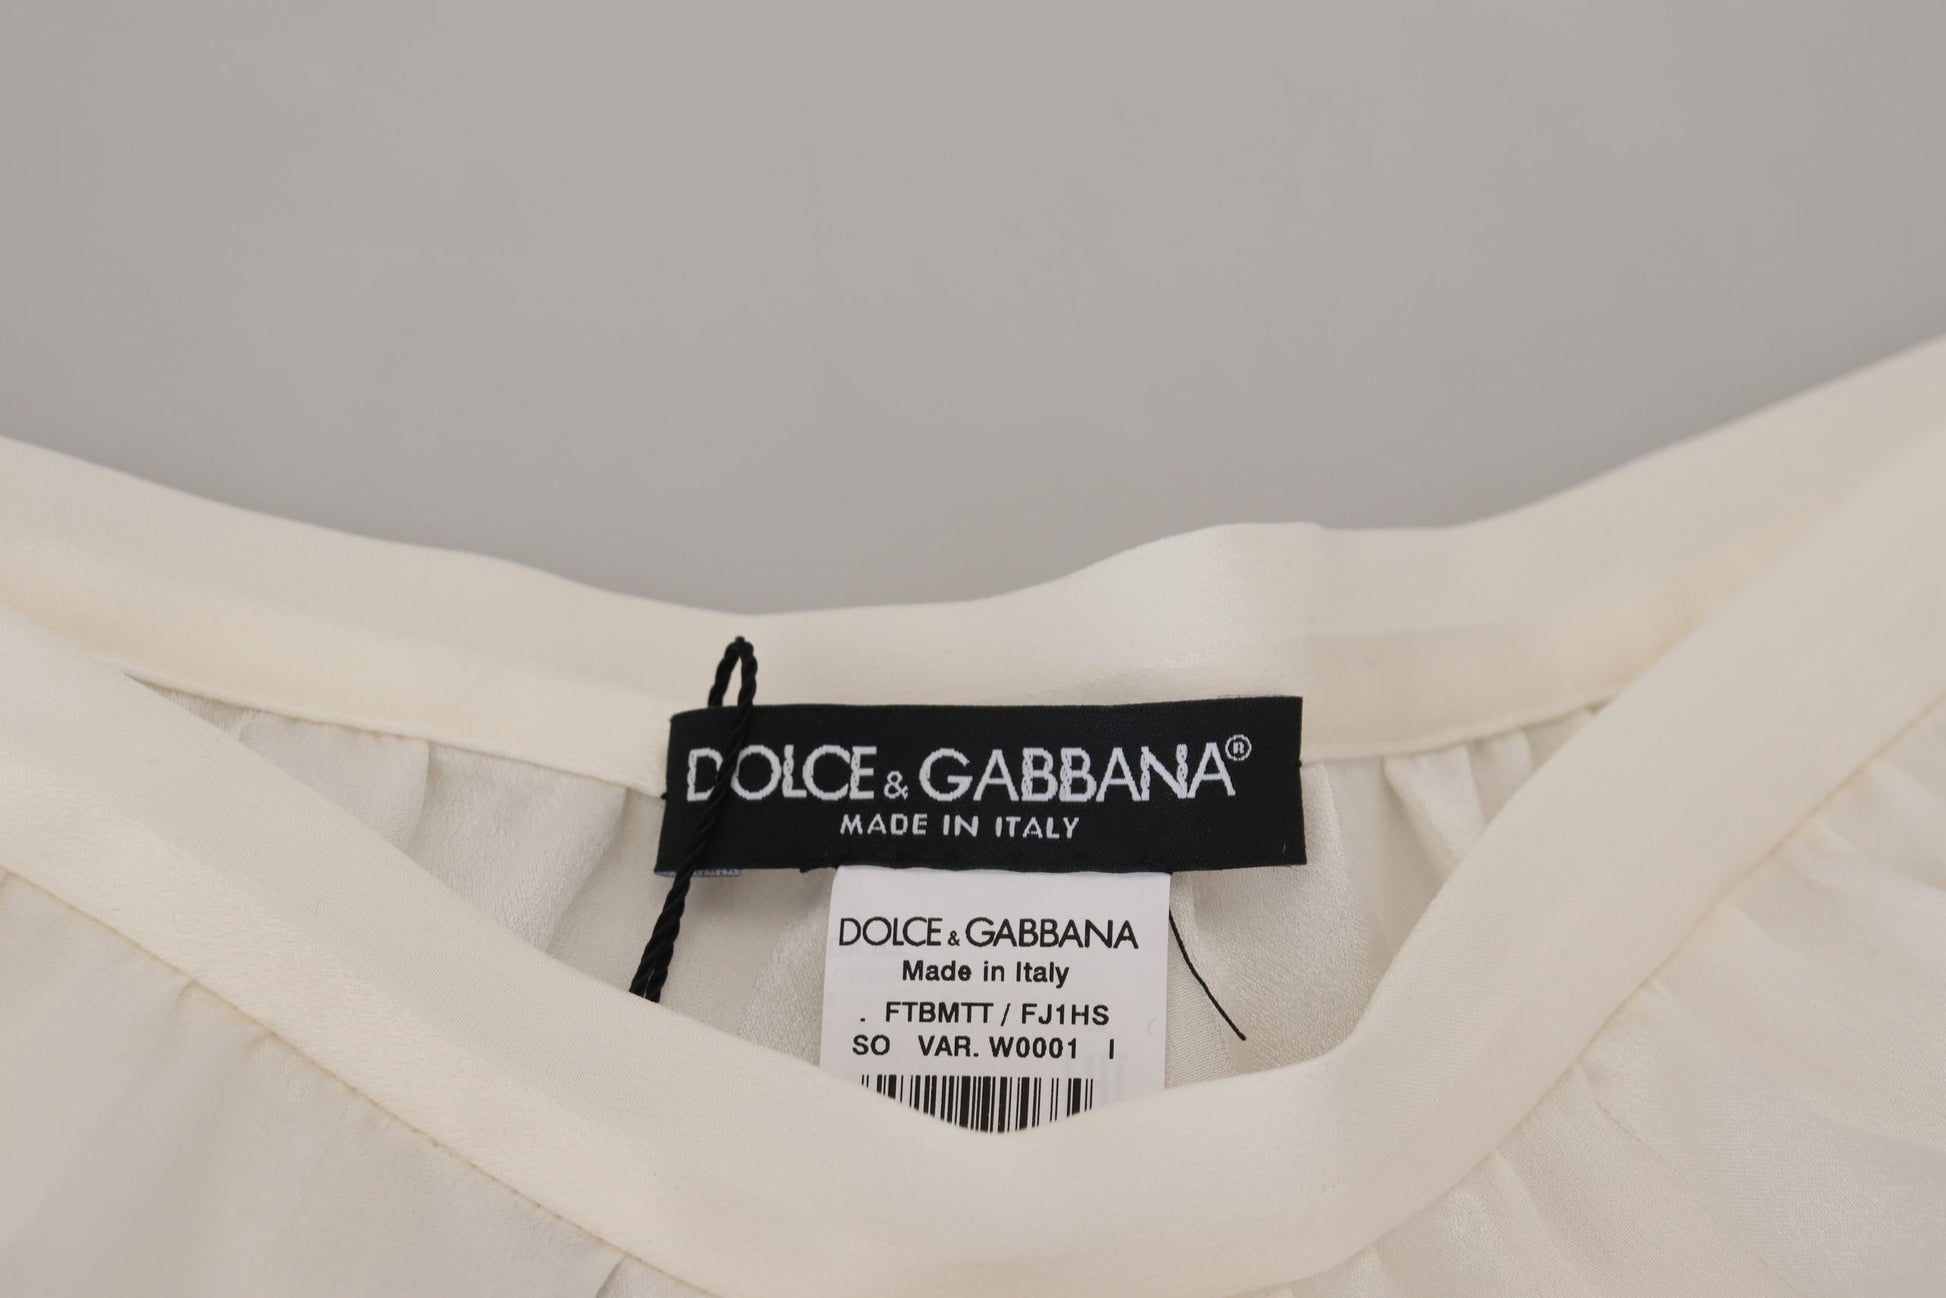 DOLCE & GABBANA®
MADE IN ITALY
DOLCE & GABBANA
Made in Italy
. FTBMTT / FJ1HS
SO VAR. W0001 I